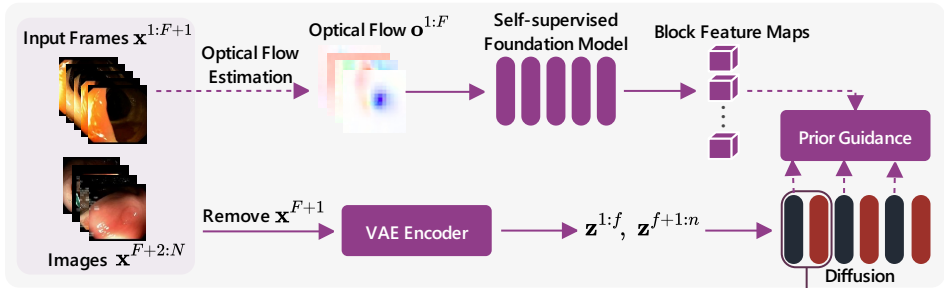 Input Frames x^{1:F+1}
Optical Flow
Estimation
Optical Flow o^{1:F}
Self-supervised
Foundation Model
Block Feature Maps
Prior Guidance
Images x^{F+2:N}
Remove x^{F+1}
VAE Encoder
z^{1:f}, z^{f+1:n}
Diffusion